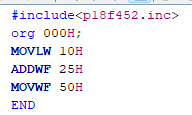 #include<p18f452.inc>
org 000H;
MOVLW 10H
ADDWF 25H
MOVWF 50H
END